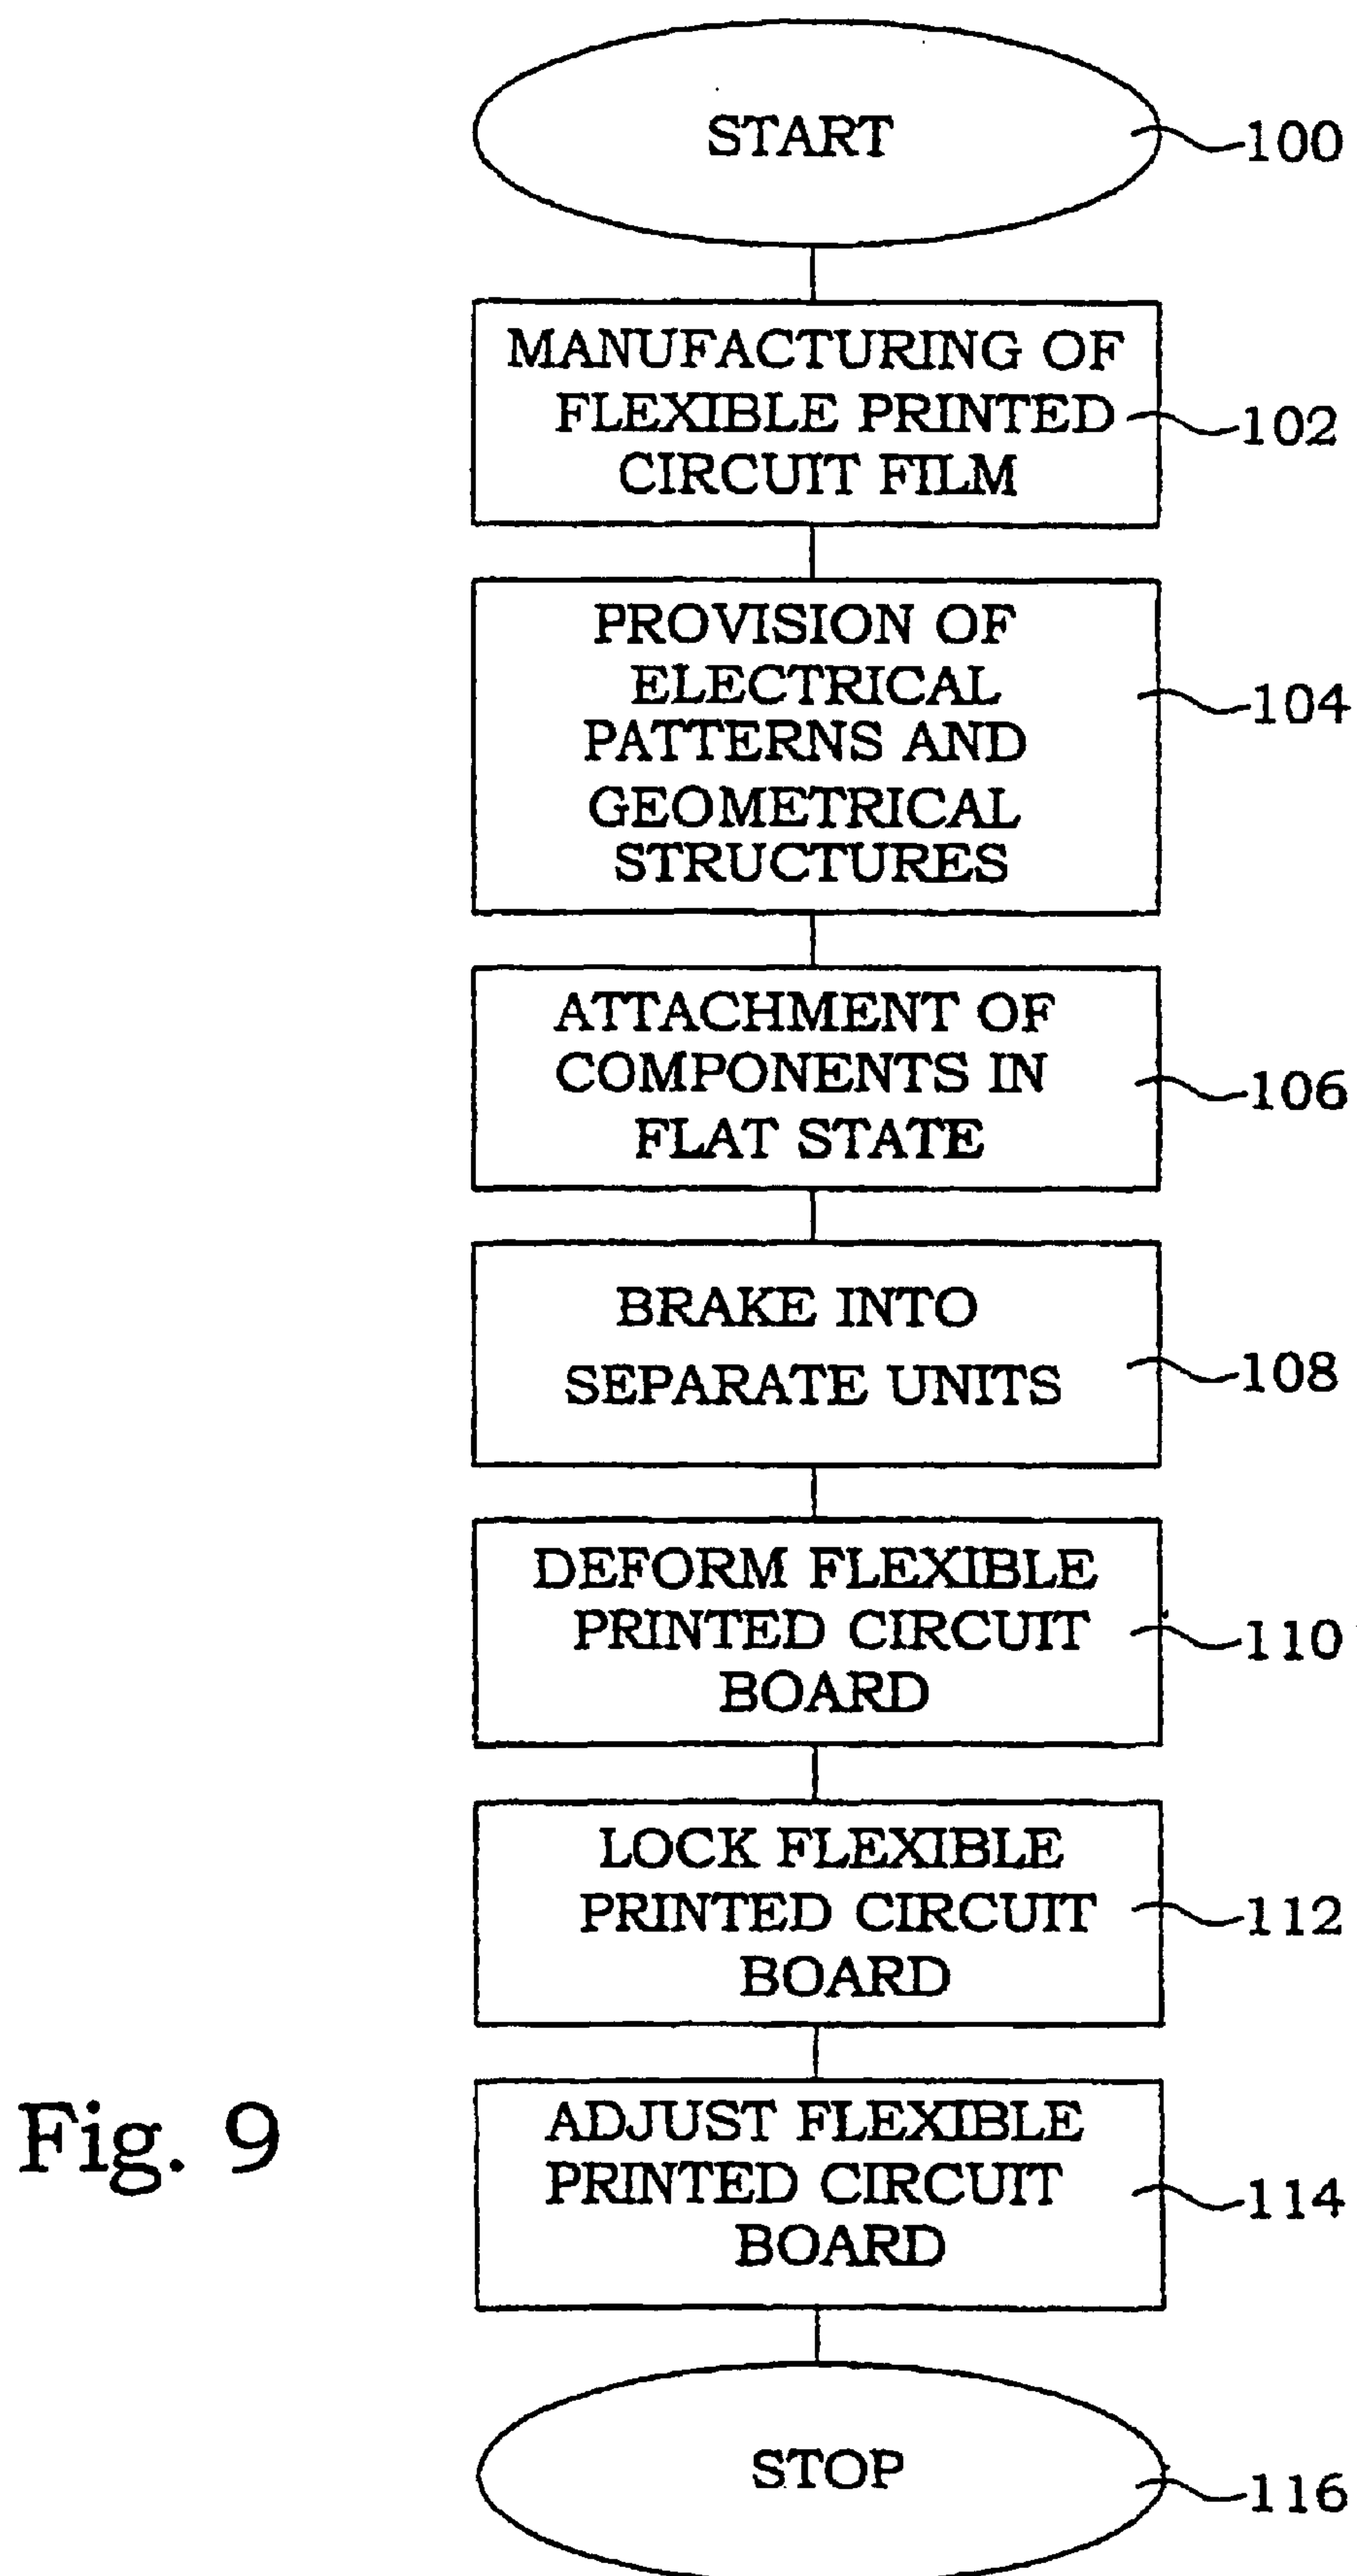 START
100
MANUFACTURING OF
FLEXIBLE PRINTED
CIRCUIT FILM
102
PROVISION OF
ELECTRICAL
PATTERNS AND
GEOMETRICAL
STRUCTURES
104
ATTACHMENT OF
COMPONENTS IN
FLAT STATE
106
BRAKE INTO
SEPARATE UNITS
108
DEFORM FLEXIBLE
PRINTED CIRCUIT
BOARD
110
LOCK FLEXIBLE
PRINTED CIRCUIT
BOARD
112
ADJUST FLEXIBLE
PRINTED CIRCUIT
BOARD
114
Fig. 9
STOP
116